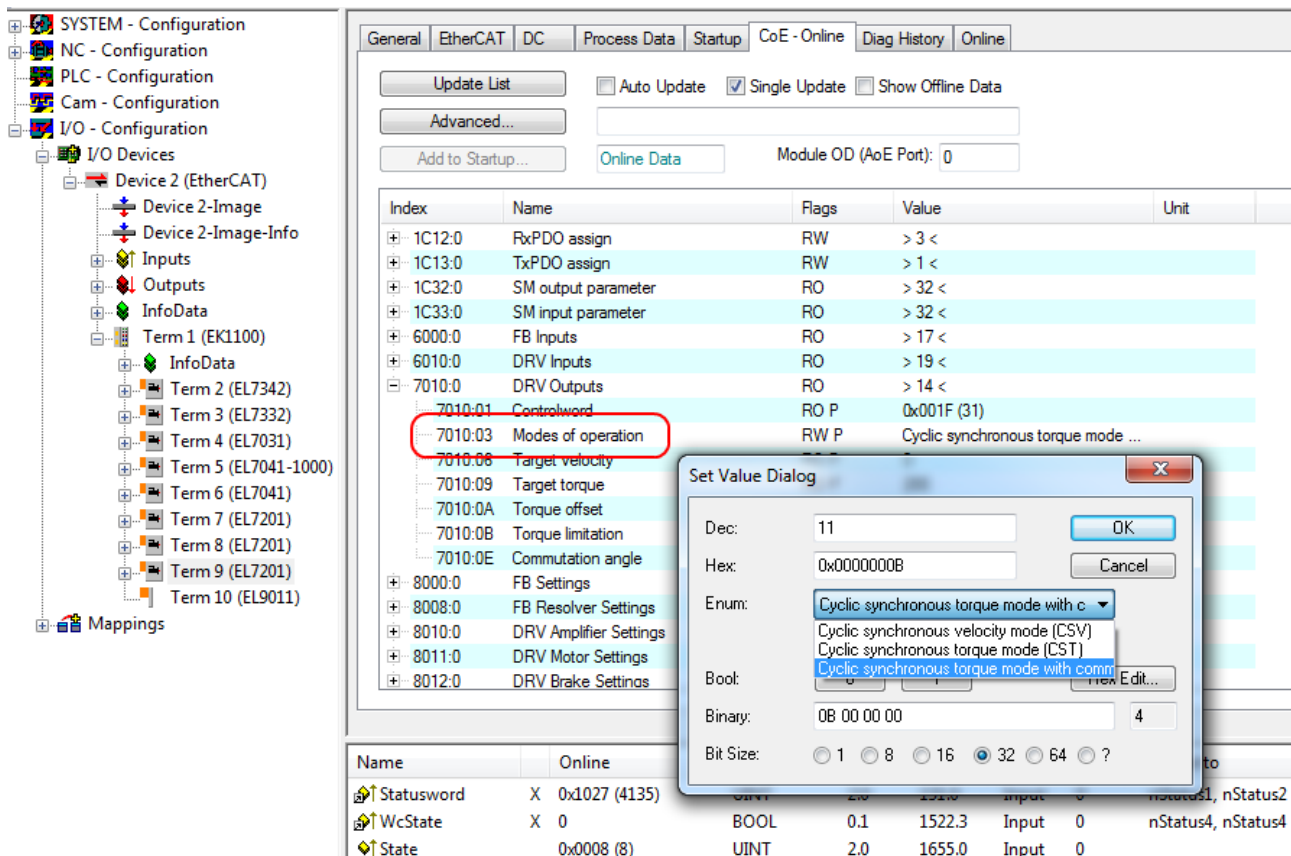 SYSTEM - Configuration
NC - Configuration
PLC - Configuration
Cam - Configuration
I/O - Configuration
I/O Devices
Device 2 (EtherCAT)
Device 2-Image
Device 2-Image-Info
Inputs
Outputs
InfoData
Term 1 (EK1100)
InfoData
Term 2 (EL7342)
Term 3 (EL7332)
Term 4 (EL7031)
Term 5 (EL7041-1000)
Term 6 (EL7041)
Term 7 (EL7201)
Term 8 (EL7201)
Term 9 (EL7201)
Term 10 (EL9011)
Mappings
General EtherCAT DC Process Data Startup CoE - Online Diag History Online
Update List Auto Update Single Update Show Offline Data
Advanced...
Add to Startup... Online Data Module OD (AoE Port): 0
Index Name Flags Value Unit
1C12:0 RxPDO assign RW > 3 <
1C13:0 TxPDO assign RW > 1 <
1C32:0 SM output parameter RO > 32 <
1C33:0 SM input parameter RO > 32 <
6000:0 FB Inputs RO > 17 <
6010:0 DRV Inputs RO > 19 <
7010:0 DRV Outputs RO > 14 <
7010:01 Controlword RO P 0x001F (31)
7010:03 Modes of operation RW P Cyclic synchronous torque mode ...
7010:06 Target velocity
7010:09 Target torque
7010:0A Torque offset
7010:0B Torque limitation
7010:0E Commutation angle
8000:0 FB Settings
8008:0 FB Resolver Settings
8010:0 DRV Amplifier Settings
8011:0 DRV Motor Settings
8012:0 DRV Brake Settings
Set Value Dialog
Dec: 11 OK
Hex: 0x0000000B Cancel
Enum: Cyclic synchronous torque mode with c
Cyclic synchronous velocity mode (CSV)
Cyclic synchronous torque mode (CST)
Cyclic synchronous torque mode with comm
Bool: 0 1 Hex Edit...
Binary: 0B 00 00 00 4
Bit Size: 1 8 16 32 64 ?
Name Online to
Statusword X 0x1027 (4135) UINT 2.0 Input 0 nStatus1, nStatus2
WcState X 0 BOOL 0.1 1522.3 Input 0 nStatus4, nStatus4
State 0x0008 (8) UINT 2.0 1655.0 Input 0